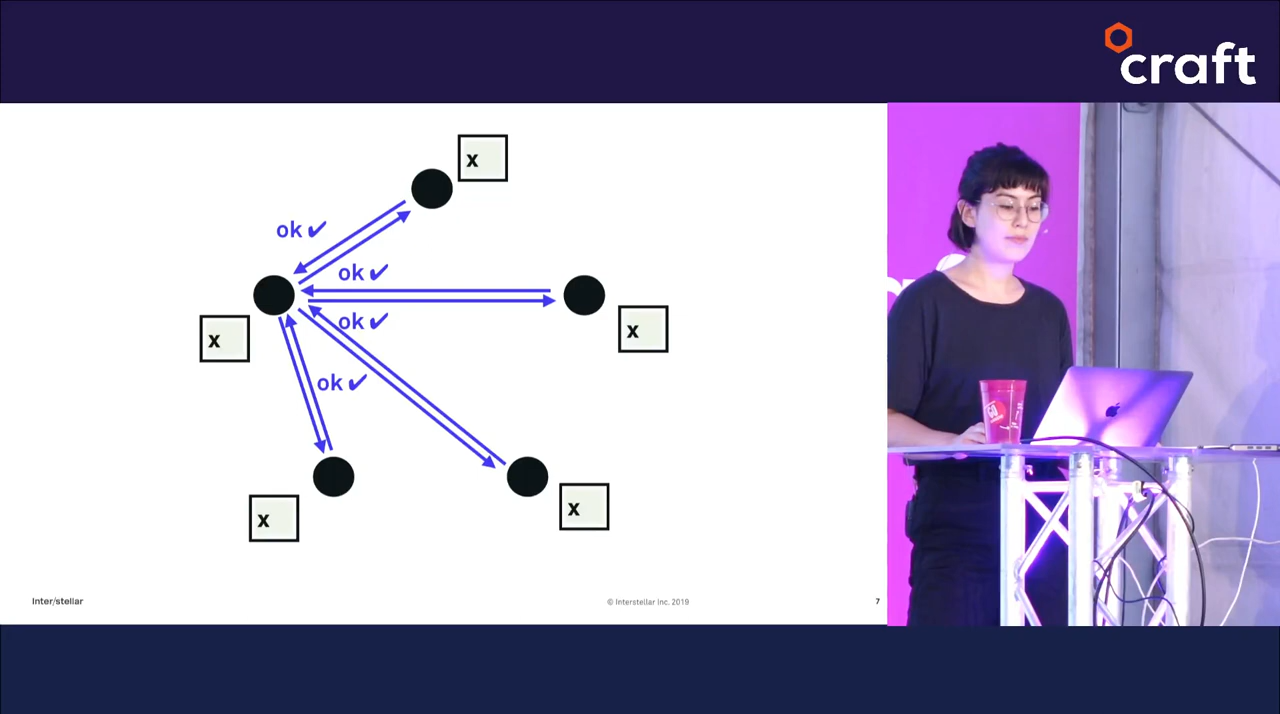 craft
x
ok ✔
ok ✔
ok ✔
x
x
ok ✔
x
x
Inter/stellar
© Interstellar Inc. 2019
7